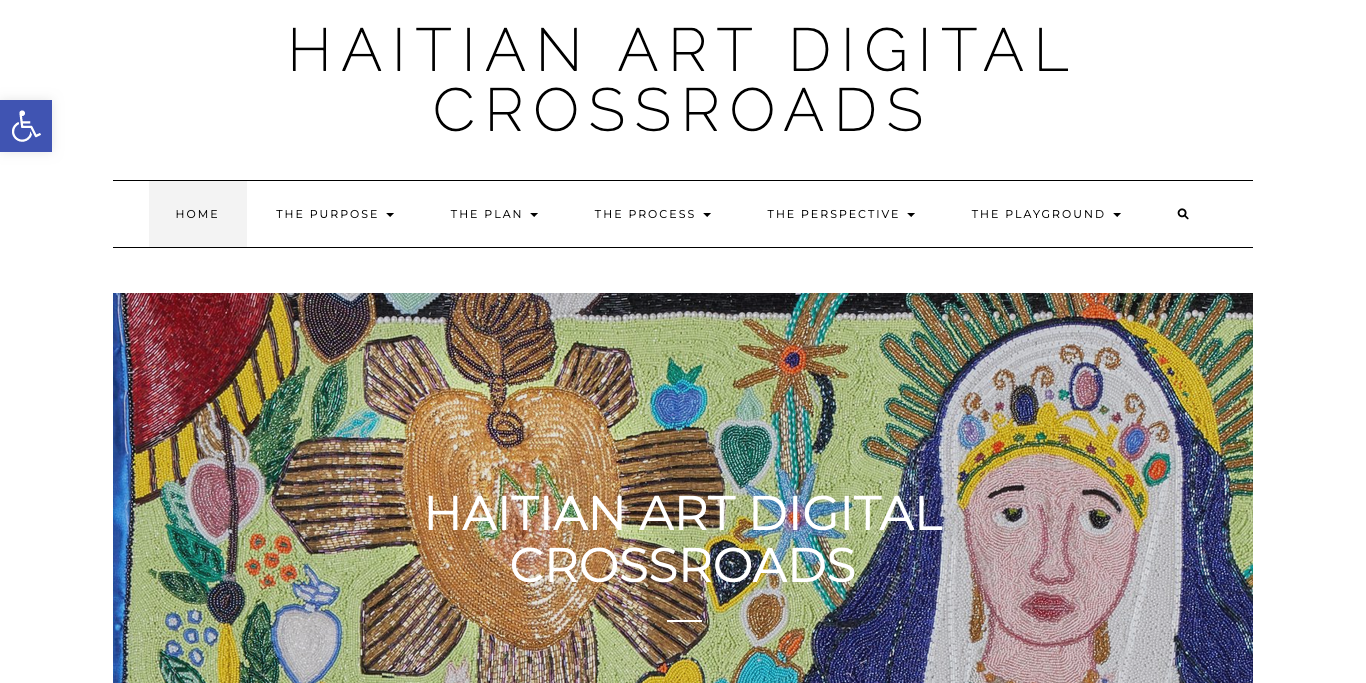 HAITIAN ART DIGITAL
CROSSROADS
HOME THE PURPOSE THE PLAN THE PROCESS THE PERSPECTIVE THE PLAYGROUND
M
HAITIAN ART DIGITAL
CROSSROADS